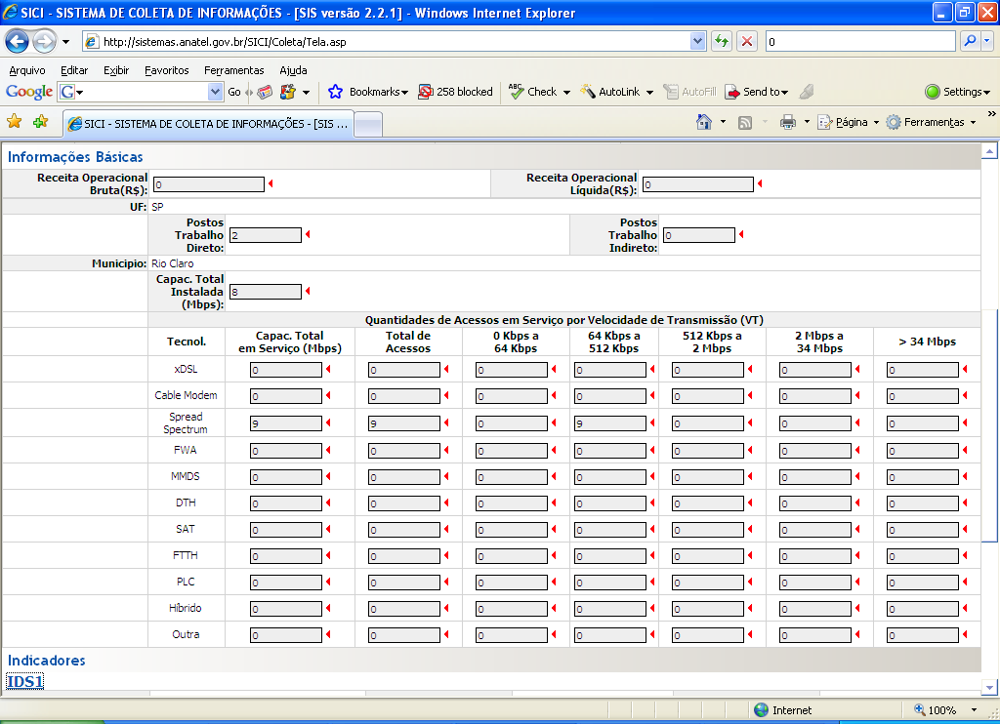 SICI - SISTEMA DE COLETA DE INFORMAÇÕES - [SIS versão 2.2.1] - Windows Internet Explorer
http://sistemas.anatel.gov.br/SICI/Coleta/Tela.asp 0
Arquivo Editar Exibir Favoritos Ferramentas Ajuda
Google G Go Bookmarks 258 blocked ABC Check AutoLink AutoFill Send to Settings
SICI - SISTEMA DE COLETA DE INFORMAÇÕES - [SIS ... Página Ferramentas »
Informações Básicas
Receita Operacional Bruta(R$): 0 Receita Operacional Líquida(R$): 0
UF: SP
Postos Trabalho Direto: 2 Postos Trabalho Indireto: 0
Municipio: Rio Claro
Capac. Total Instalada (Mbps): 8
Quantidades de Acessos em Serviço por Velocidade de Transmissão (VT)
Tecnol. Capac. Total em Serviço (Mbps) Total de Acessos 0 Kbps a 64 Kbps 64 Kbps a 512 Kbps 512 Kbps a 2 Mbps 2 Mbps a 34 Mbps > 34 Mbps
xDSL 0 0 0 0 0 0 0
Cable Modem 0 0 0 0 0 0 0
Spread Spectrum 9 9 0 9 0 0 0
FWA 0 0 0 0 0 0 0
MMDS 0 0 0 0 0 0 0
DTH 0 0 0 0 0 0 0
SAT 0 0 0 0 0 0 0
FTTH 0 0 0 0 0 0 0
PLC 0 0 0 0 0 0 0
Híbrido 0 0 0 0 0 0 0
Outra 0 0 0 0 0 0 0
Indicadores
IDS1
Internet 100%